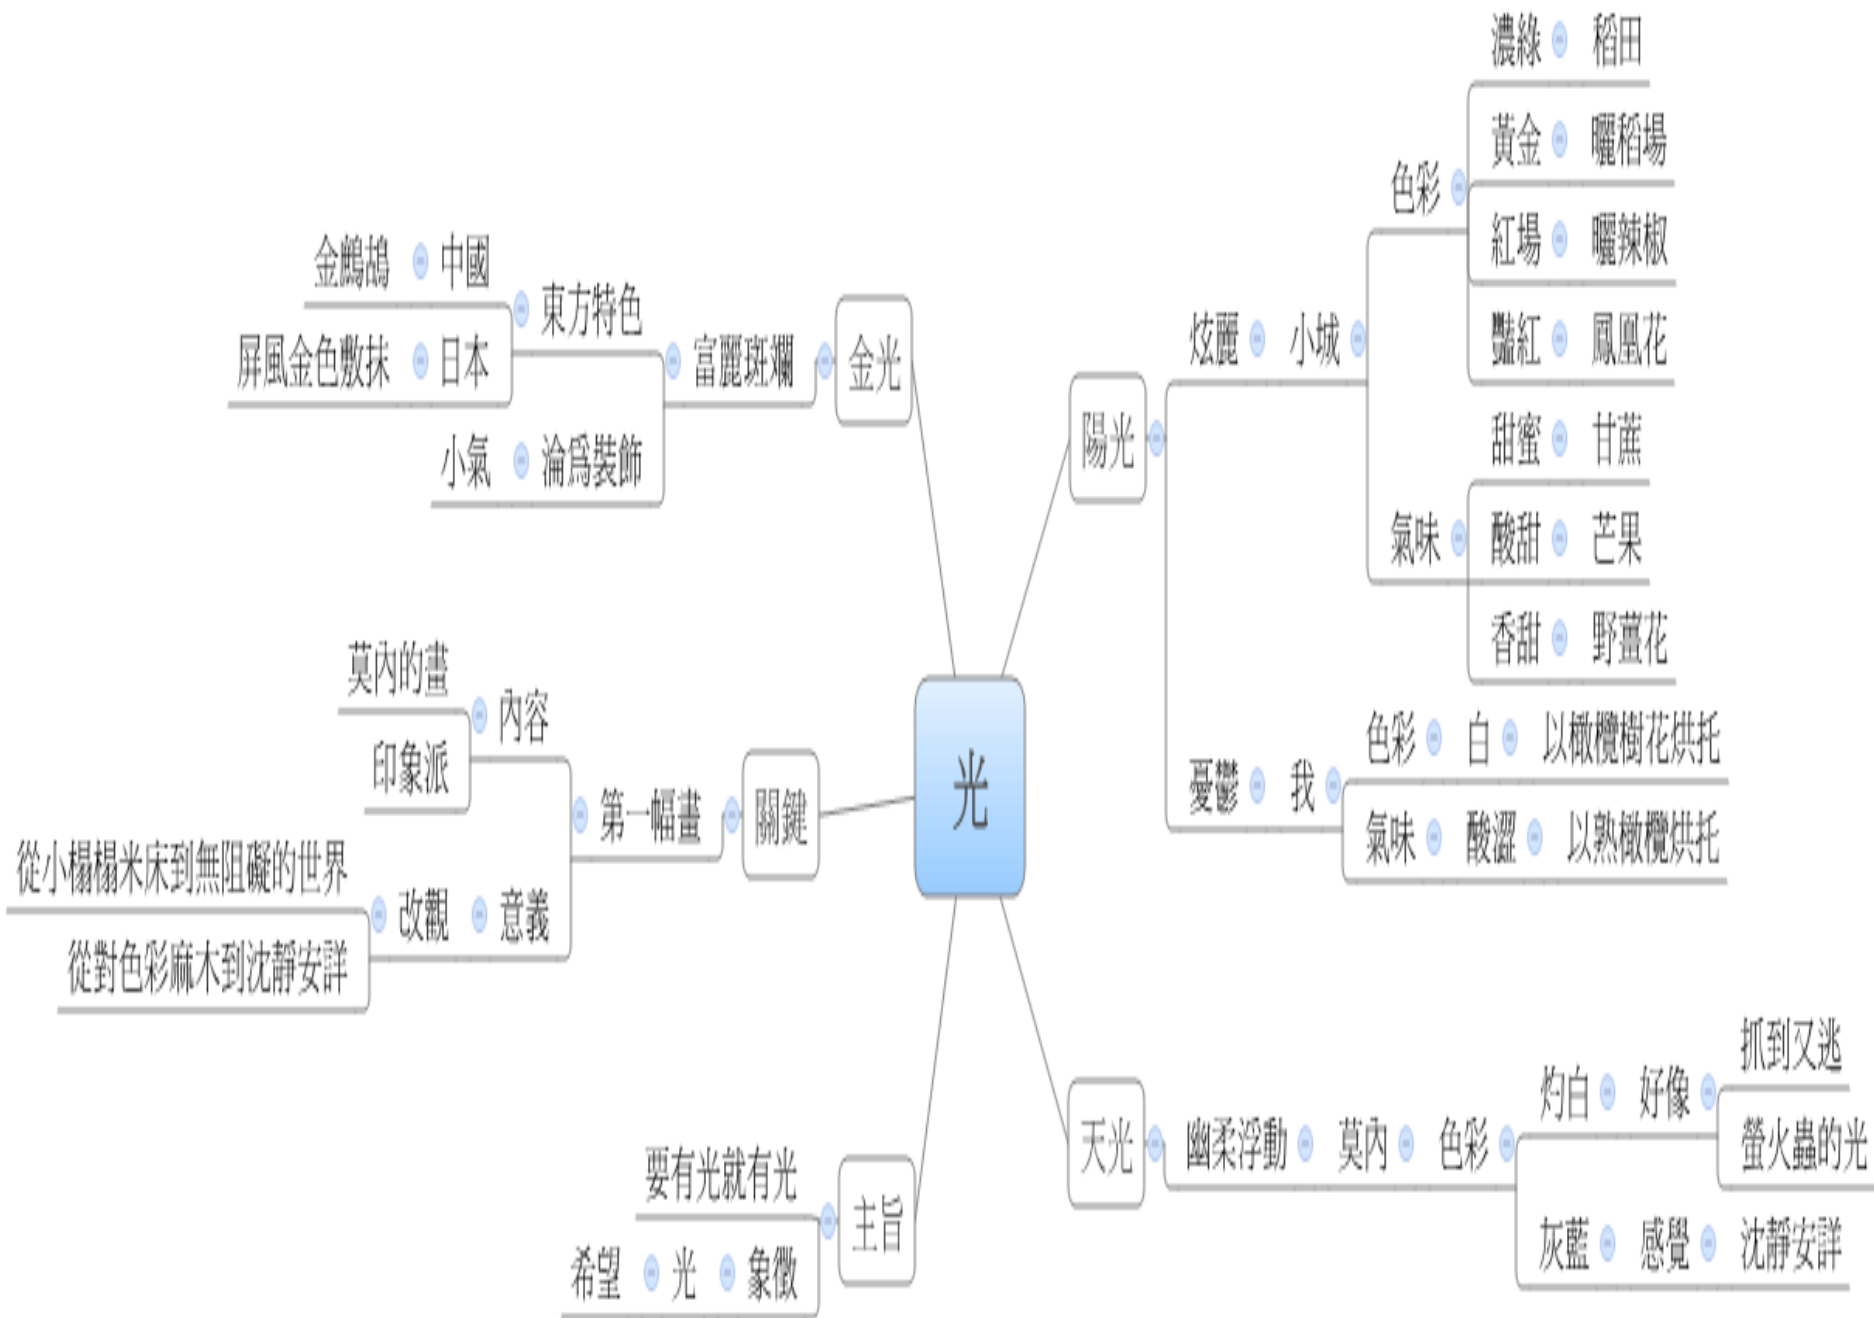 光
陽光
炫麗 小城
色彩
濃綠 稻田
黃金 曬稻場
紅場 曬辣椒
豔紅 鳳凰花
氣味
甜蜜 甘蔗
酸甜 芒果
香甜 野薑花
憂鬱 我
色彩 白 以橄欖樹花烘托
氣味 酸澀 以熟橄欖烘托
天光
幽柔浮動 莫內 色彩
灼白 好像
抓到又逃
螢火蟲的光
灰藍 感覺 沈靜安詳
金光
富麗斑斕
東方特色
金鷓鴣 中國
屏風金色敷抹 日本
小氣 淪為裝飾
關鍵
第一幅畫
內容
莫內的畫
印象派
改觀 意義
從小榻榻米床到無阻礙的世界
從對色彩麻木到沈靜安詳
主旨
要有光就有光
希望 光 象徵